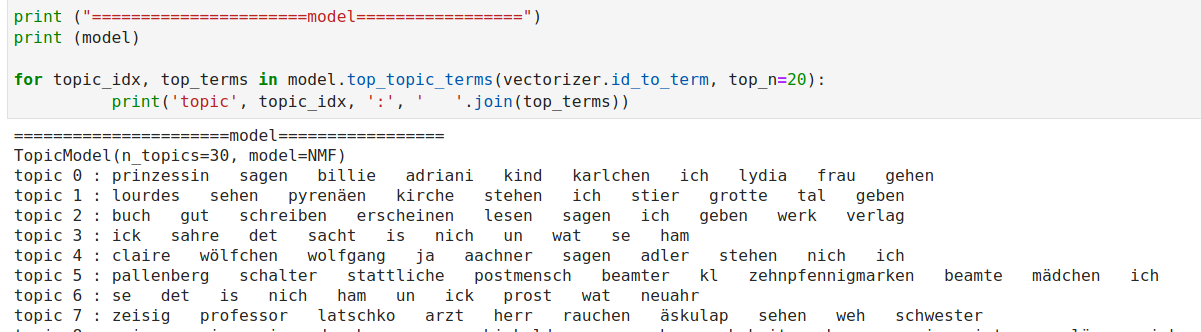 print ("======================model=================")
print (model)
for topic_idx, top_terms in model.top_topic_terms(vectorizer.id_to_term, top_n=20):
print('topic', topic_idx, ':', '   '.join(top_terms))
======================model=================
TopicModel(n_topics=30, model=NMF)
topic 0 : prinzessin   sagen   billie   adriani   kind   karlchen   ich   lydia   frau   gehen
topic 1 : lourdes   sehen   pyrenäen   kirche   stehen   ich   stier   grotte   tal   geben
topic 2 : buch   gut   schreiben   erscheinen   lesen   sagen   ich   geben   werk   verlag
topic 3 : ick   sahre   det   sacht   is   nich   un   wat   se   ham
topic 4 : claire   wölfchen   wolfgang   ja   aachner   sagen   adler   stehen   nich   ich
topic 5 : pallenberg   schalter   stattliche   postmensch   beamter   kl   zehnpfennigmarken   beamte   mädchen   ich
topic 6 : se   det   is   nich   ham   un   ick   prost   wat   neuahr
topic 7 : zeisig   professor   latschko   arzt   herr   rauchen   äskulap   sehen   weh   schwester